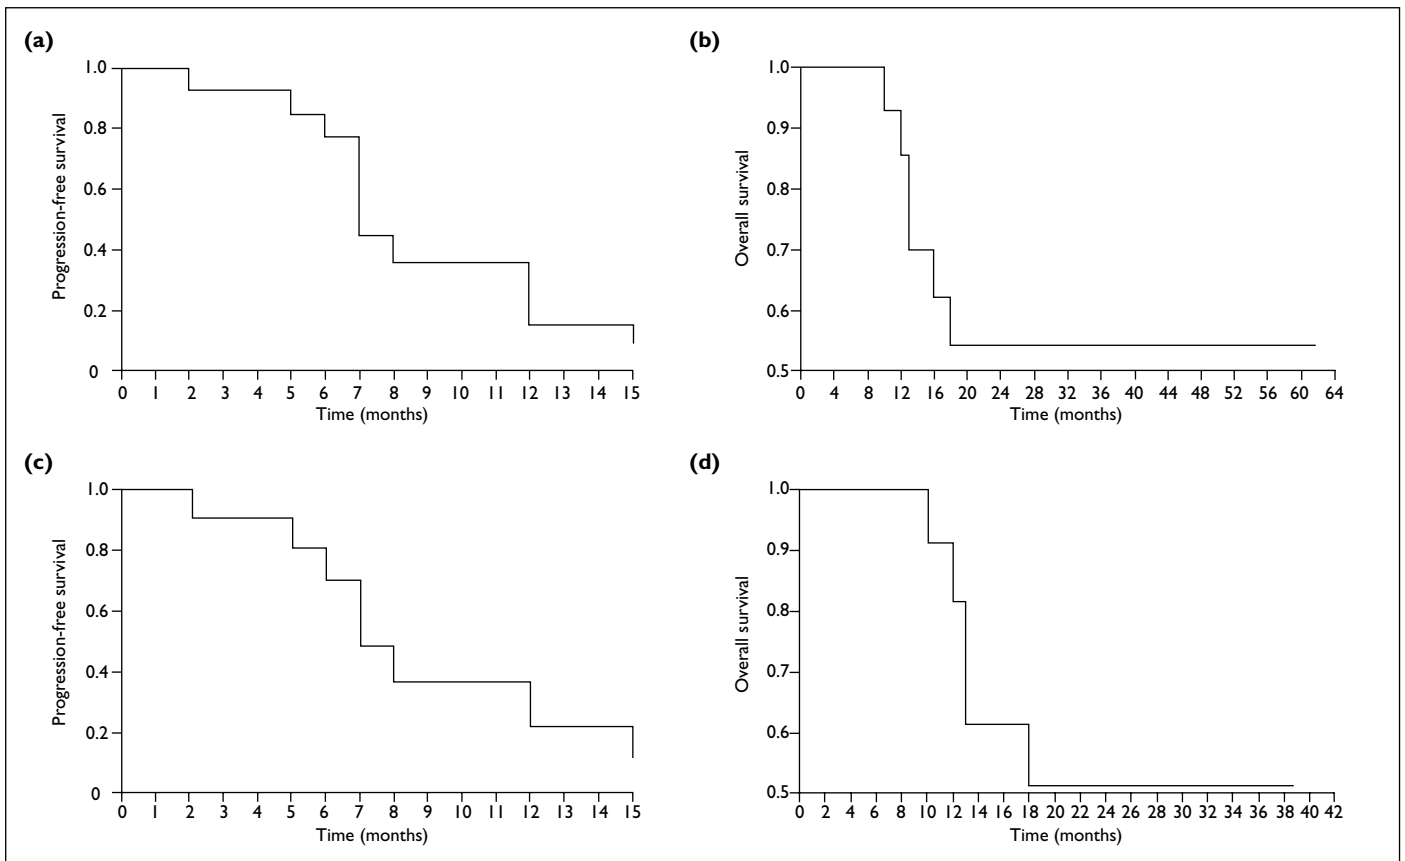 (a)
1.0
0.8
0.6
0.4
0.2
0
Progression-free survival
0 1 2 3 4 5 6 7 8 9 10 11 12 13 14 15
Time (months)
(b)
1.0
0.9
0.8
0.7
0.6
0.5
Overall survival
0 4 8 12 16 20 24 28 32 36 40 44 48 52 56 60 64
Time (months)
(c)
1.0
0.8
0.6
0.4
0.2
0
Progression-free survival
0 1 2 3 4 5 6 7 8 9 10 11 12 13 14 15
Time (months)
(d)
1.0
0.9
0.8
0.7
0.6
0.5
Overall survival
0 2 4 6 8 10 12 14 16 18 20 22 24 26 28 30 32 34 36 38 40 42
Time (months)